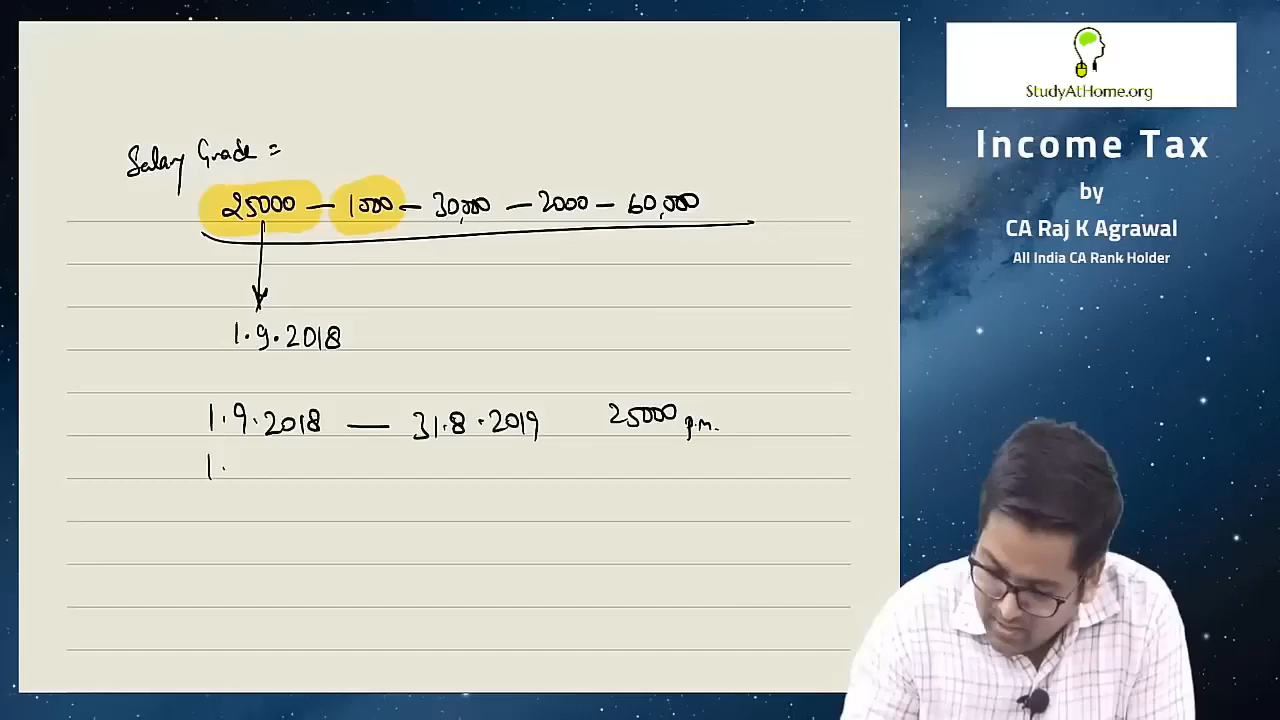 Salary Grade =
25000 — 1000 — 30,000 — 2000 — 60,000
1.9.2018
1.9.2018 — 31.8.2019 25000 p.m.
1.
StudyAtHome.org
Income Tax
by
CA Raj K Agrawal
All India CA Rank Holder